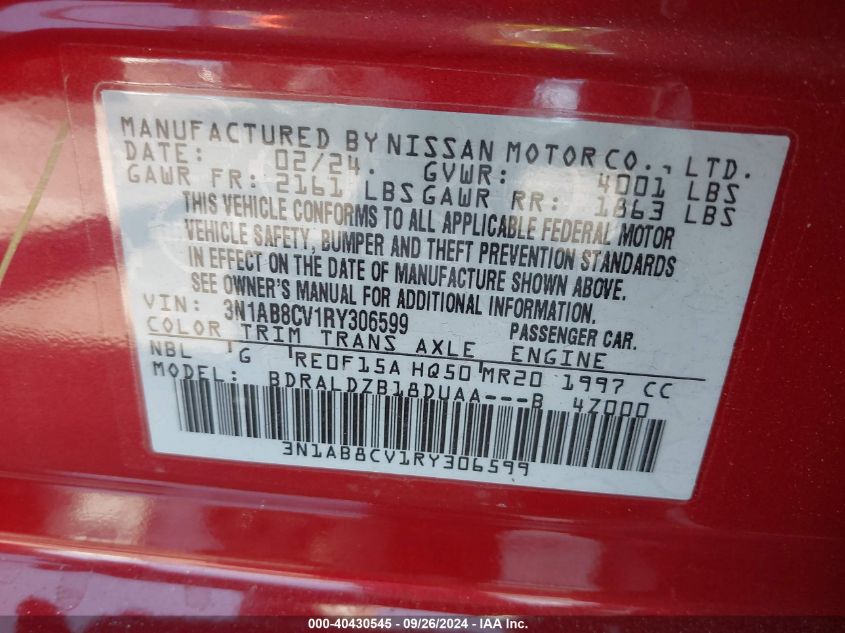 MANUFACTURED BY NISSAN MOTOR CO., LTD.
DATE: 02/24. GVWR: 4001 LBS
GAWR FR: 2161 LBS GAWR RR: 1863 LBS
THIS VEHICLE CONFORMS TO ALL APPLICABLE FEDERAL MOTOR
VEHICLE SAFETY, BUMPER AND THEFT PREVENTION STANDARDS
IN EFFECT ON THE DATE OF MANUFACTURE SHOWN ABOVE.
SEE OWNER'S MANUAL FOR ADDITIONAL INFORMATION.
VIN: 3N1AB8CV1RY306599 PASSENGER CAR.
COLOR TRIM TRANS AXLE ENGINE
NBL G RE0F15A HQ50 MR20 1997 CC
MODEL: BDRALDZB18DUAA---B 4Z000
3N1AB8CV1RY306599
000-40430545 - 09/26/2024 - IAA Inc.